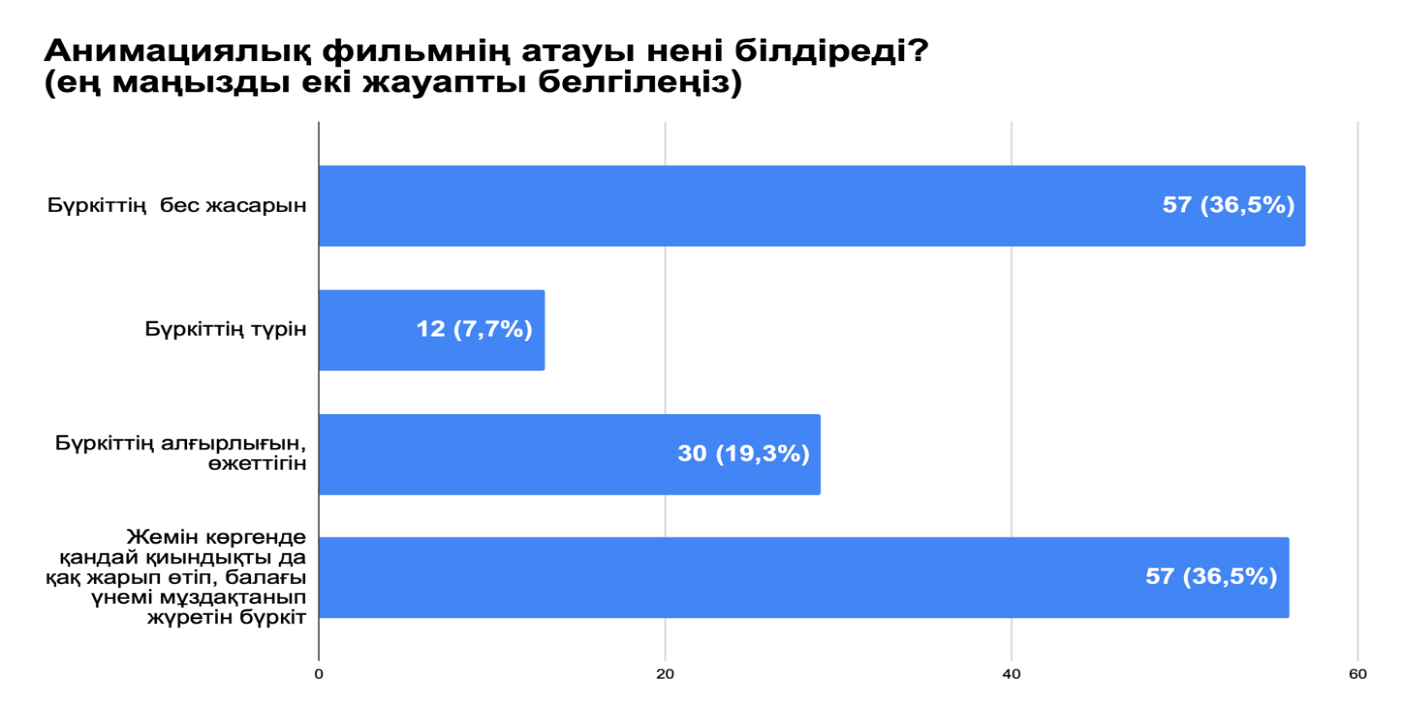 Анимациялық фильмнің атауы нені білдіреді?
(ең маңызды екі жауапты белгілеңіз)
Бүркіттің  бес жасарын
57 (36,5%)
Бүркіттің түрін
12 (7,7%)
Бүркіттің алғырлығын,
өжеттігін
30 (19,3%)
Жемін көргенде
қандай қиындықты да
қақ жарып өтіп, балағы
үнемі мұздақтанып
жүретін бүркіт
57 (36,5%)
0
20
40
60